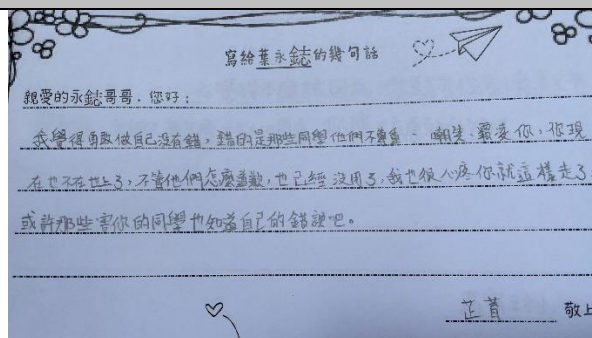 寫給葉永鋕的幾句話
親愛的永鋕哥哥.您好:
我覺得勇敢做自己沒有錯,錯的是那些同學他們不尊重、嘲笑、霸凌你,你現
在也不在世上了,不管他們怎麼道歉,也已經沒用了,我也很心疼你就這樣走了
或許那些害你的同學也知道自己的錯誤吧。
敬上